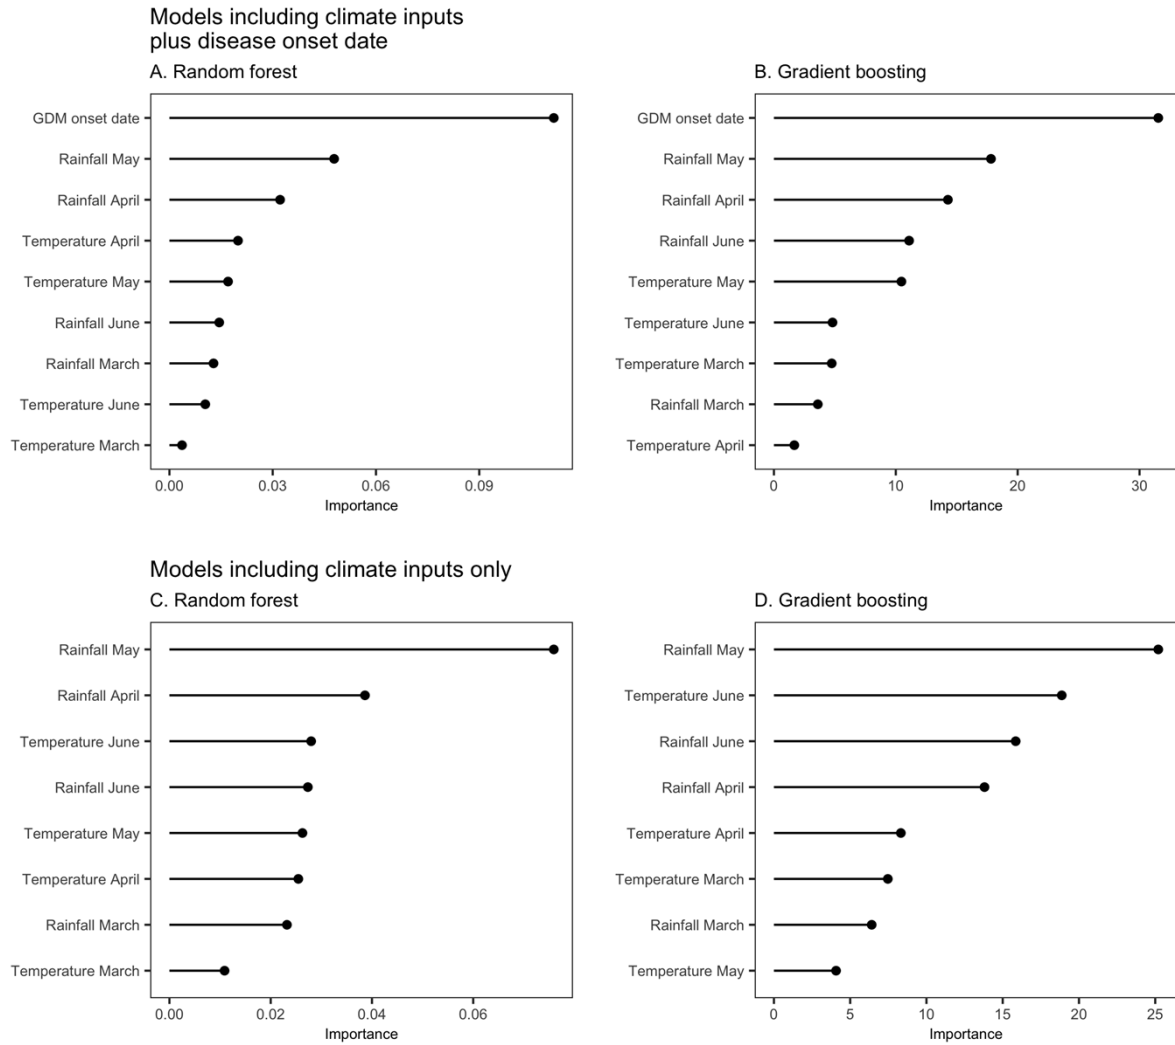 Models including climate inputs
plus disease onset date
A. Random forest
GDM onset date
Rainfall May
Rainfall April
Temperature April
Temperature May
Rainfall June
Rainfall March
Temperature June
Temperature March
0.00 0.03 0.06 0.09
Importance
B. Gradient boosting
GDM onset date
Rainfall May
Rainfall April
Rainfall June
Temperature May
Temperature June
Temperature March
Rainfall March
Temperature April
0 10 20 30
Importance
Models including climate inputs only
C. Random forest
Rainfall May
Rainfall April
Temperature June
Rainfall June
Temperature May
Temperature April
Rainfall March
Temperature March
0.00 0.02 0.04 0.06
Importance
D. Gradient boosting
Rainfall May
Temperature June
Rainfall June
Rainfall April
Temperature April
Temperature March
Rainfall March
Temperature May
0 5 10 15 20 25
Importance